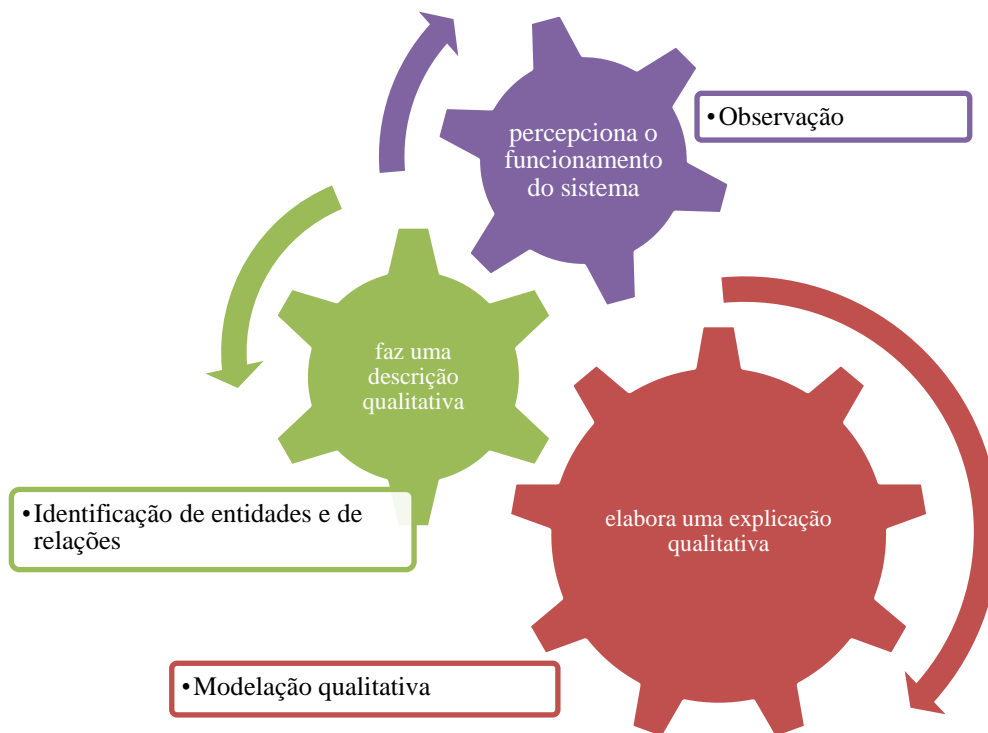 percepciona o
funcionamento
do sistema
•Observação
faz uma
descrição
qualitativa
•Identificação de entidades e de
relações
elabora uma explicação
qualitativa
•Modelação qualitativa